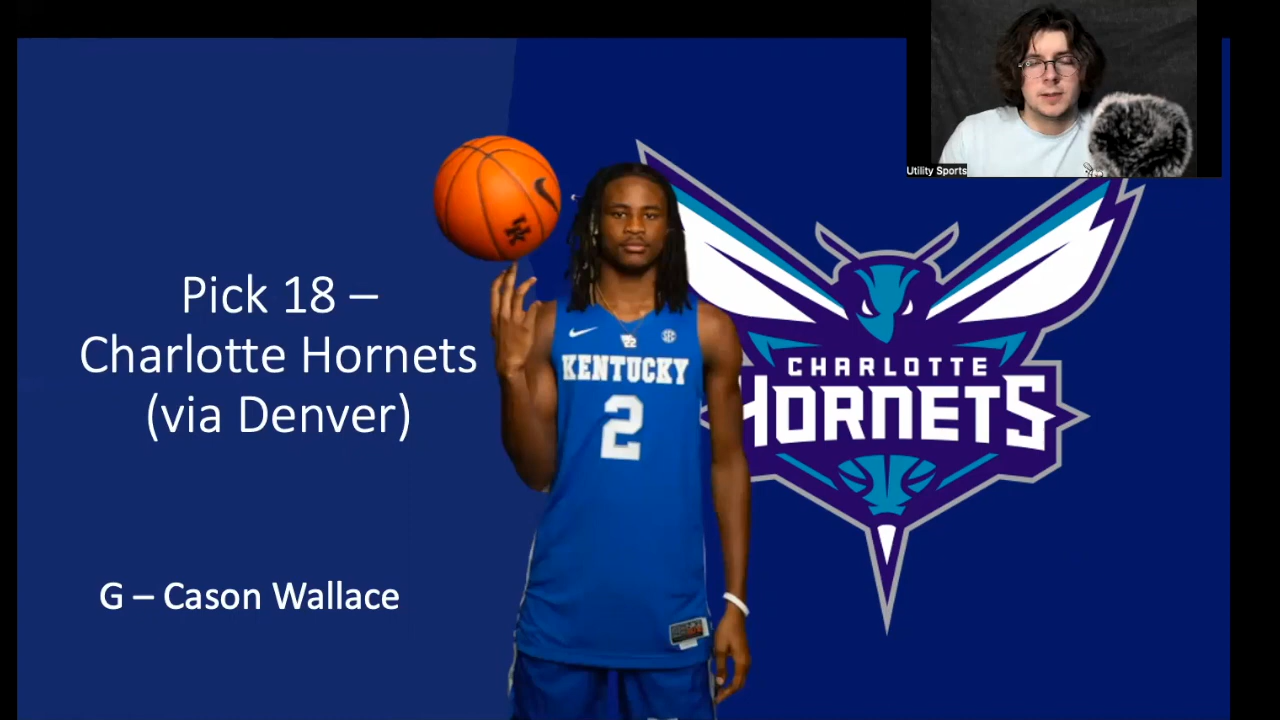 Utility Sports
Pick 18 –
Charlotte Hornets
(via Denver)
G – Cason Wallace
KENTUCKY
2
CHARLOTTE
HORNETS